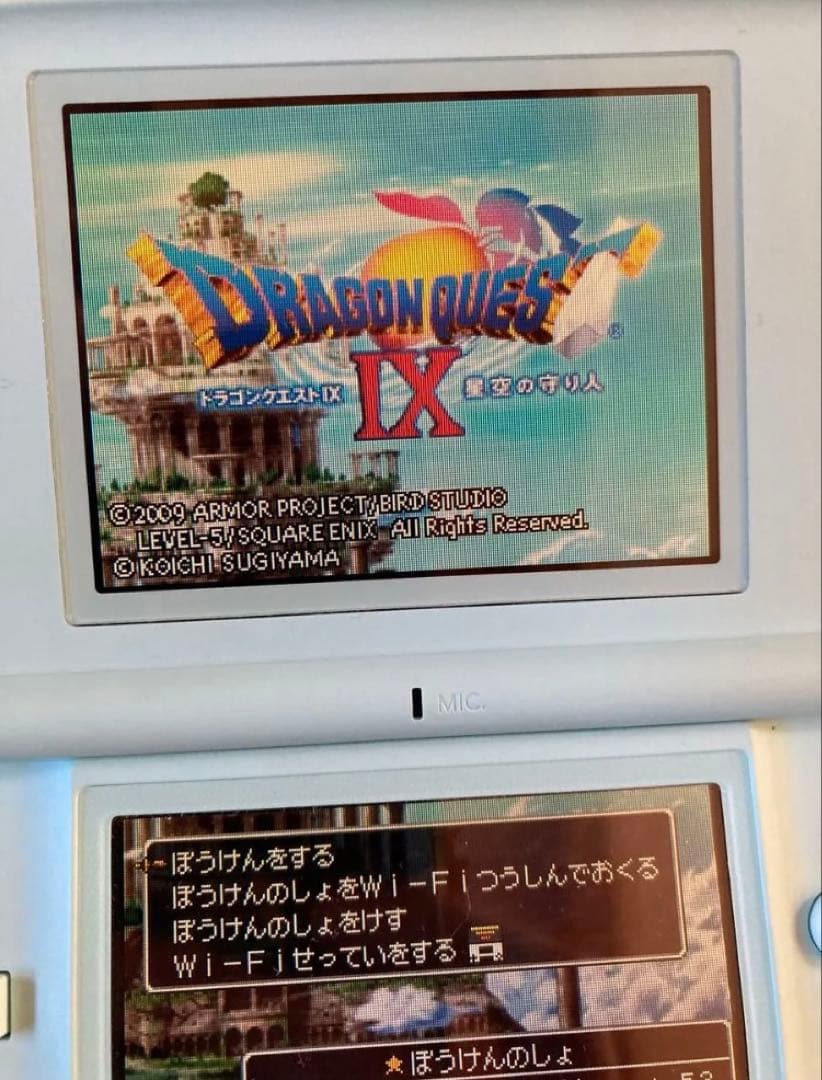 DRAGON QUEST®
ドラゴンクエストIX IX 星空の守り人
©2009 ARMOR PROJECT/BIRD STUDIO
LEVEL-5/SQUARE ENIX All Rights Reserved.
©KOICHI SUGIYAMA
MIC.
ぼうけんをする
ぼうけんのしょをWi-Fiつうしんでおくる
ぼうけんのしょをけす
Wi-Fiせっていをする
★ぼうけんのしょ